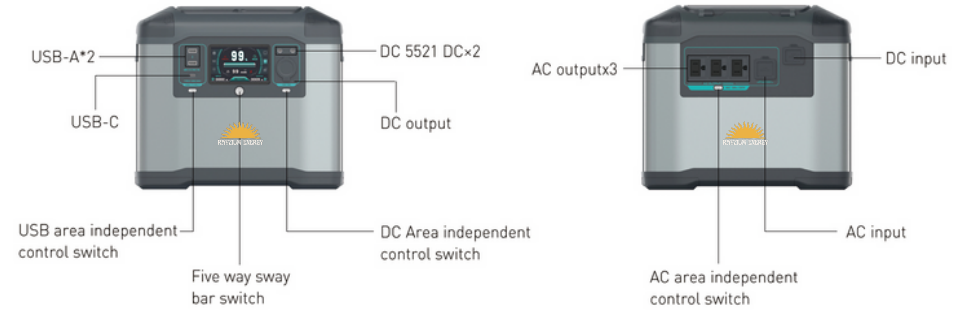 USB-A*2
USB-C
99
DC 5521 DC×2
DC output
USB area independent
control switch
Five way sway
bar switch
DC Area independent
control switch
AC outputx3
DC input
AC input
AC area independent
control switch